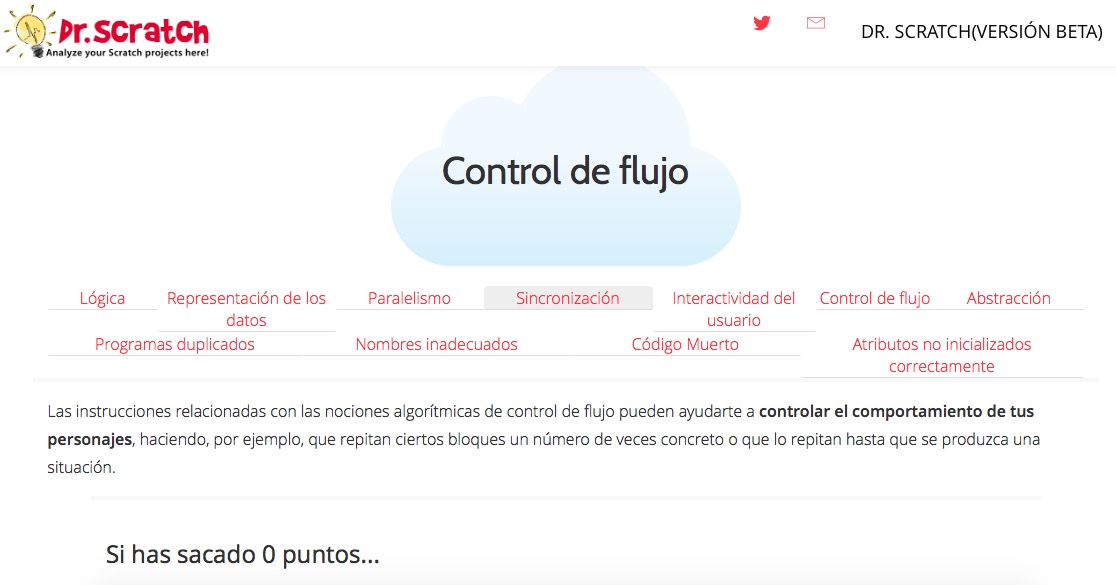 Dr.Scratch
Analyze your Scratch projects here!
DR. SCRATCH(VERSIÓN BETA)
Control de flujo
Lógica
Representación de los
datos
Paralelismo
Sincronización
Interactividad del
usuario
Control de flujo
Abstracción
Programas duplicados
Nombres inadecuados
Código Muerto
Atributos no inicializados
correctamente
Las instrucciones relacionadas con las nociones algorítmicas de control de flujo pueden ayudarte a controlar el comportamiento de tus
personajes, haciendo, por ejemplo, que repitan ciertos bloques un número de veces concreto o que lo repitan hasta que se produzca una
situación.
Si has sacado 0 puntos...